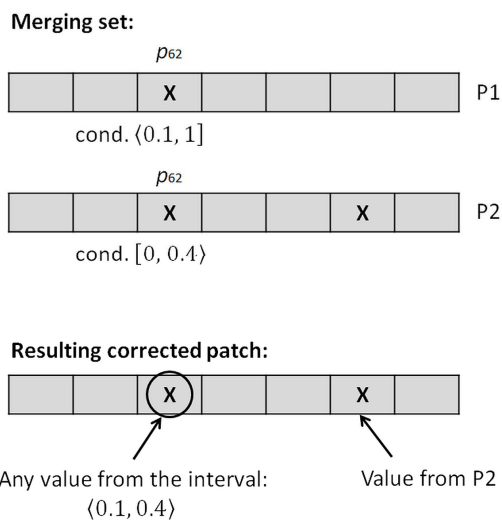 Merging set:
p62
X P1
cond. ⟨0.1, 1]
p62
X X P2
cond. [0, 0.4⟩
Resulting corrected patch:
X X
Any value from the interval: Value from P2
⟨0.1, 0.4⟩